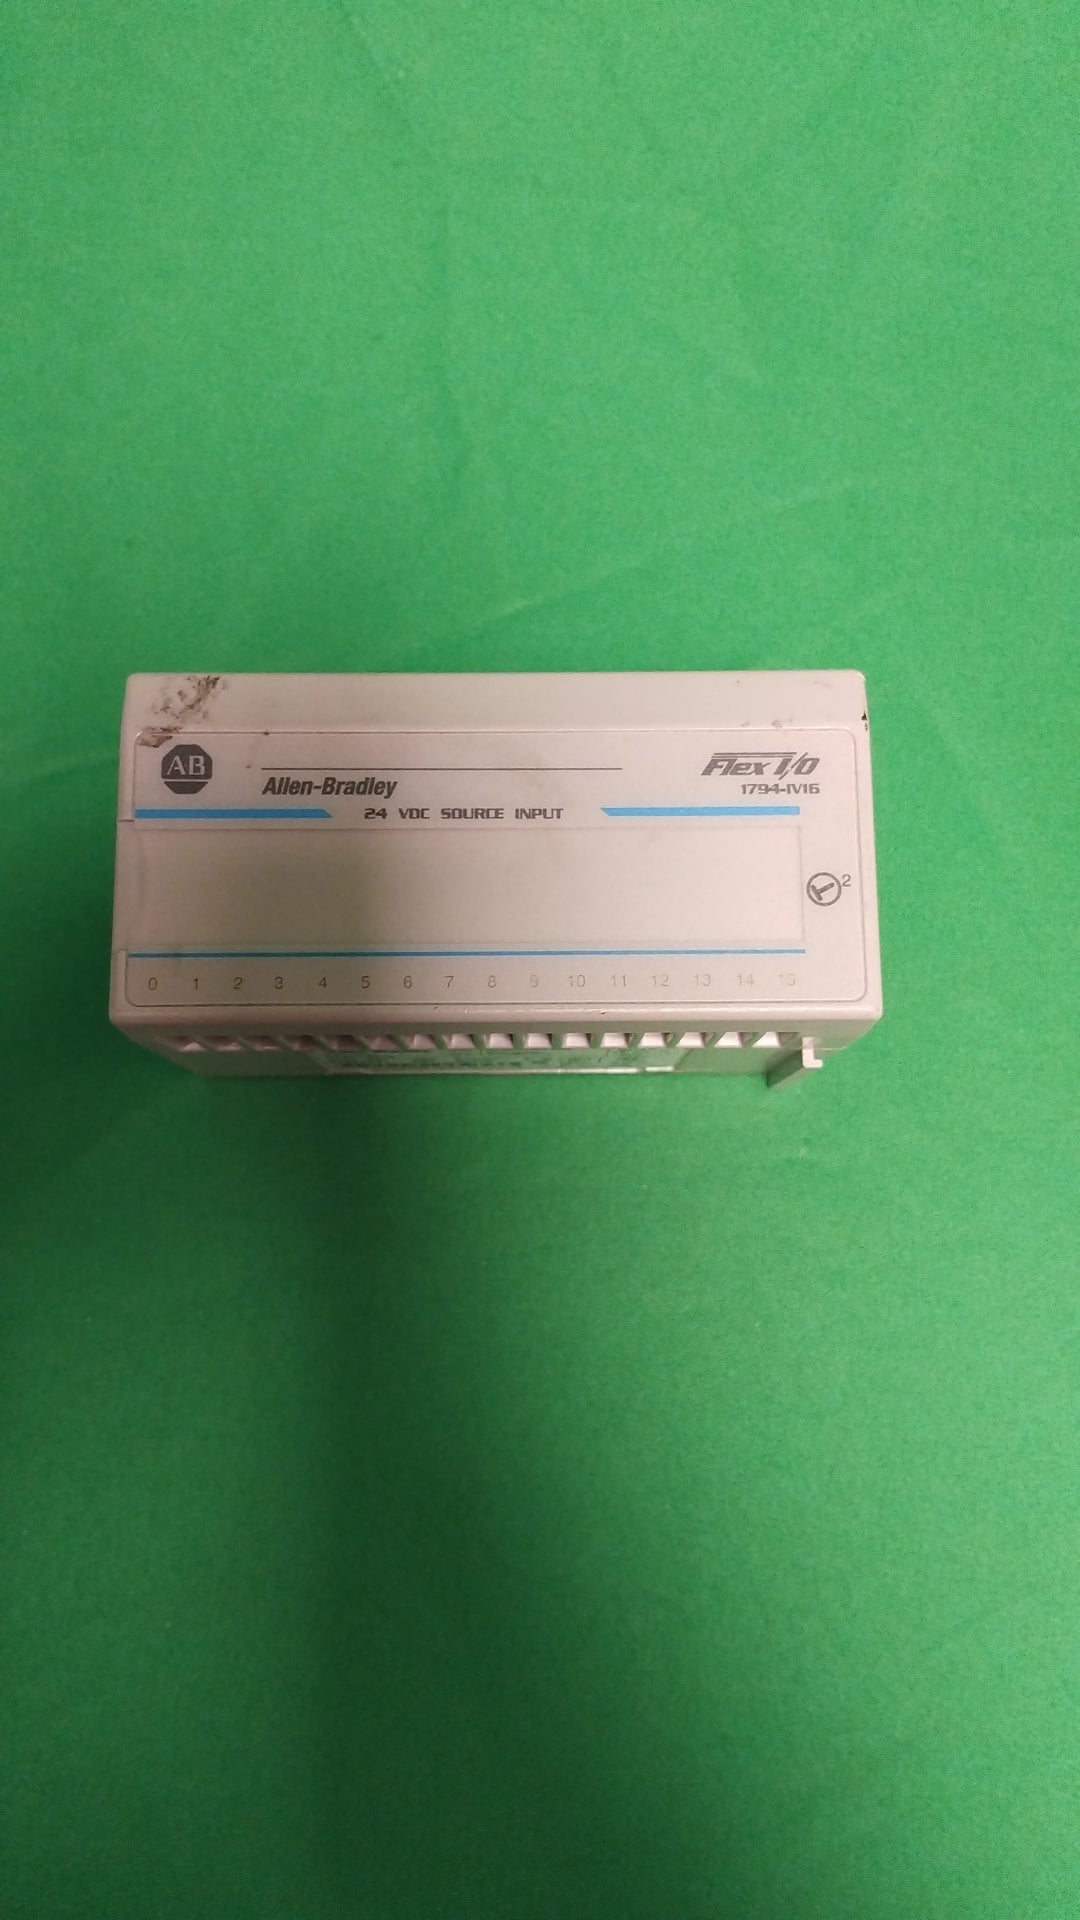 AB
Allen-Bradley
Flex I/O
1794-IV16
24 VDC SOURCE INPUT
2
0 1 2 3 4 5 6 7 8 9 10 11 12 13 14 15